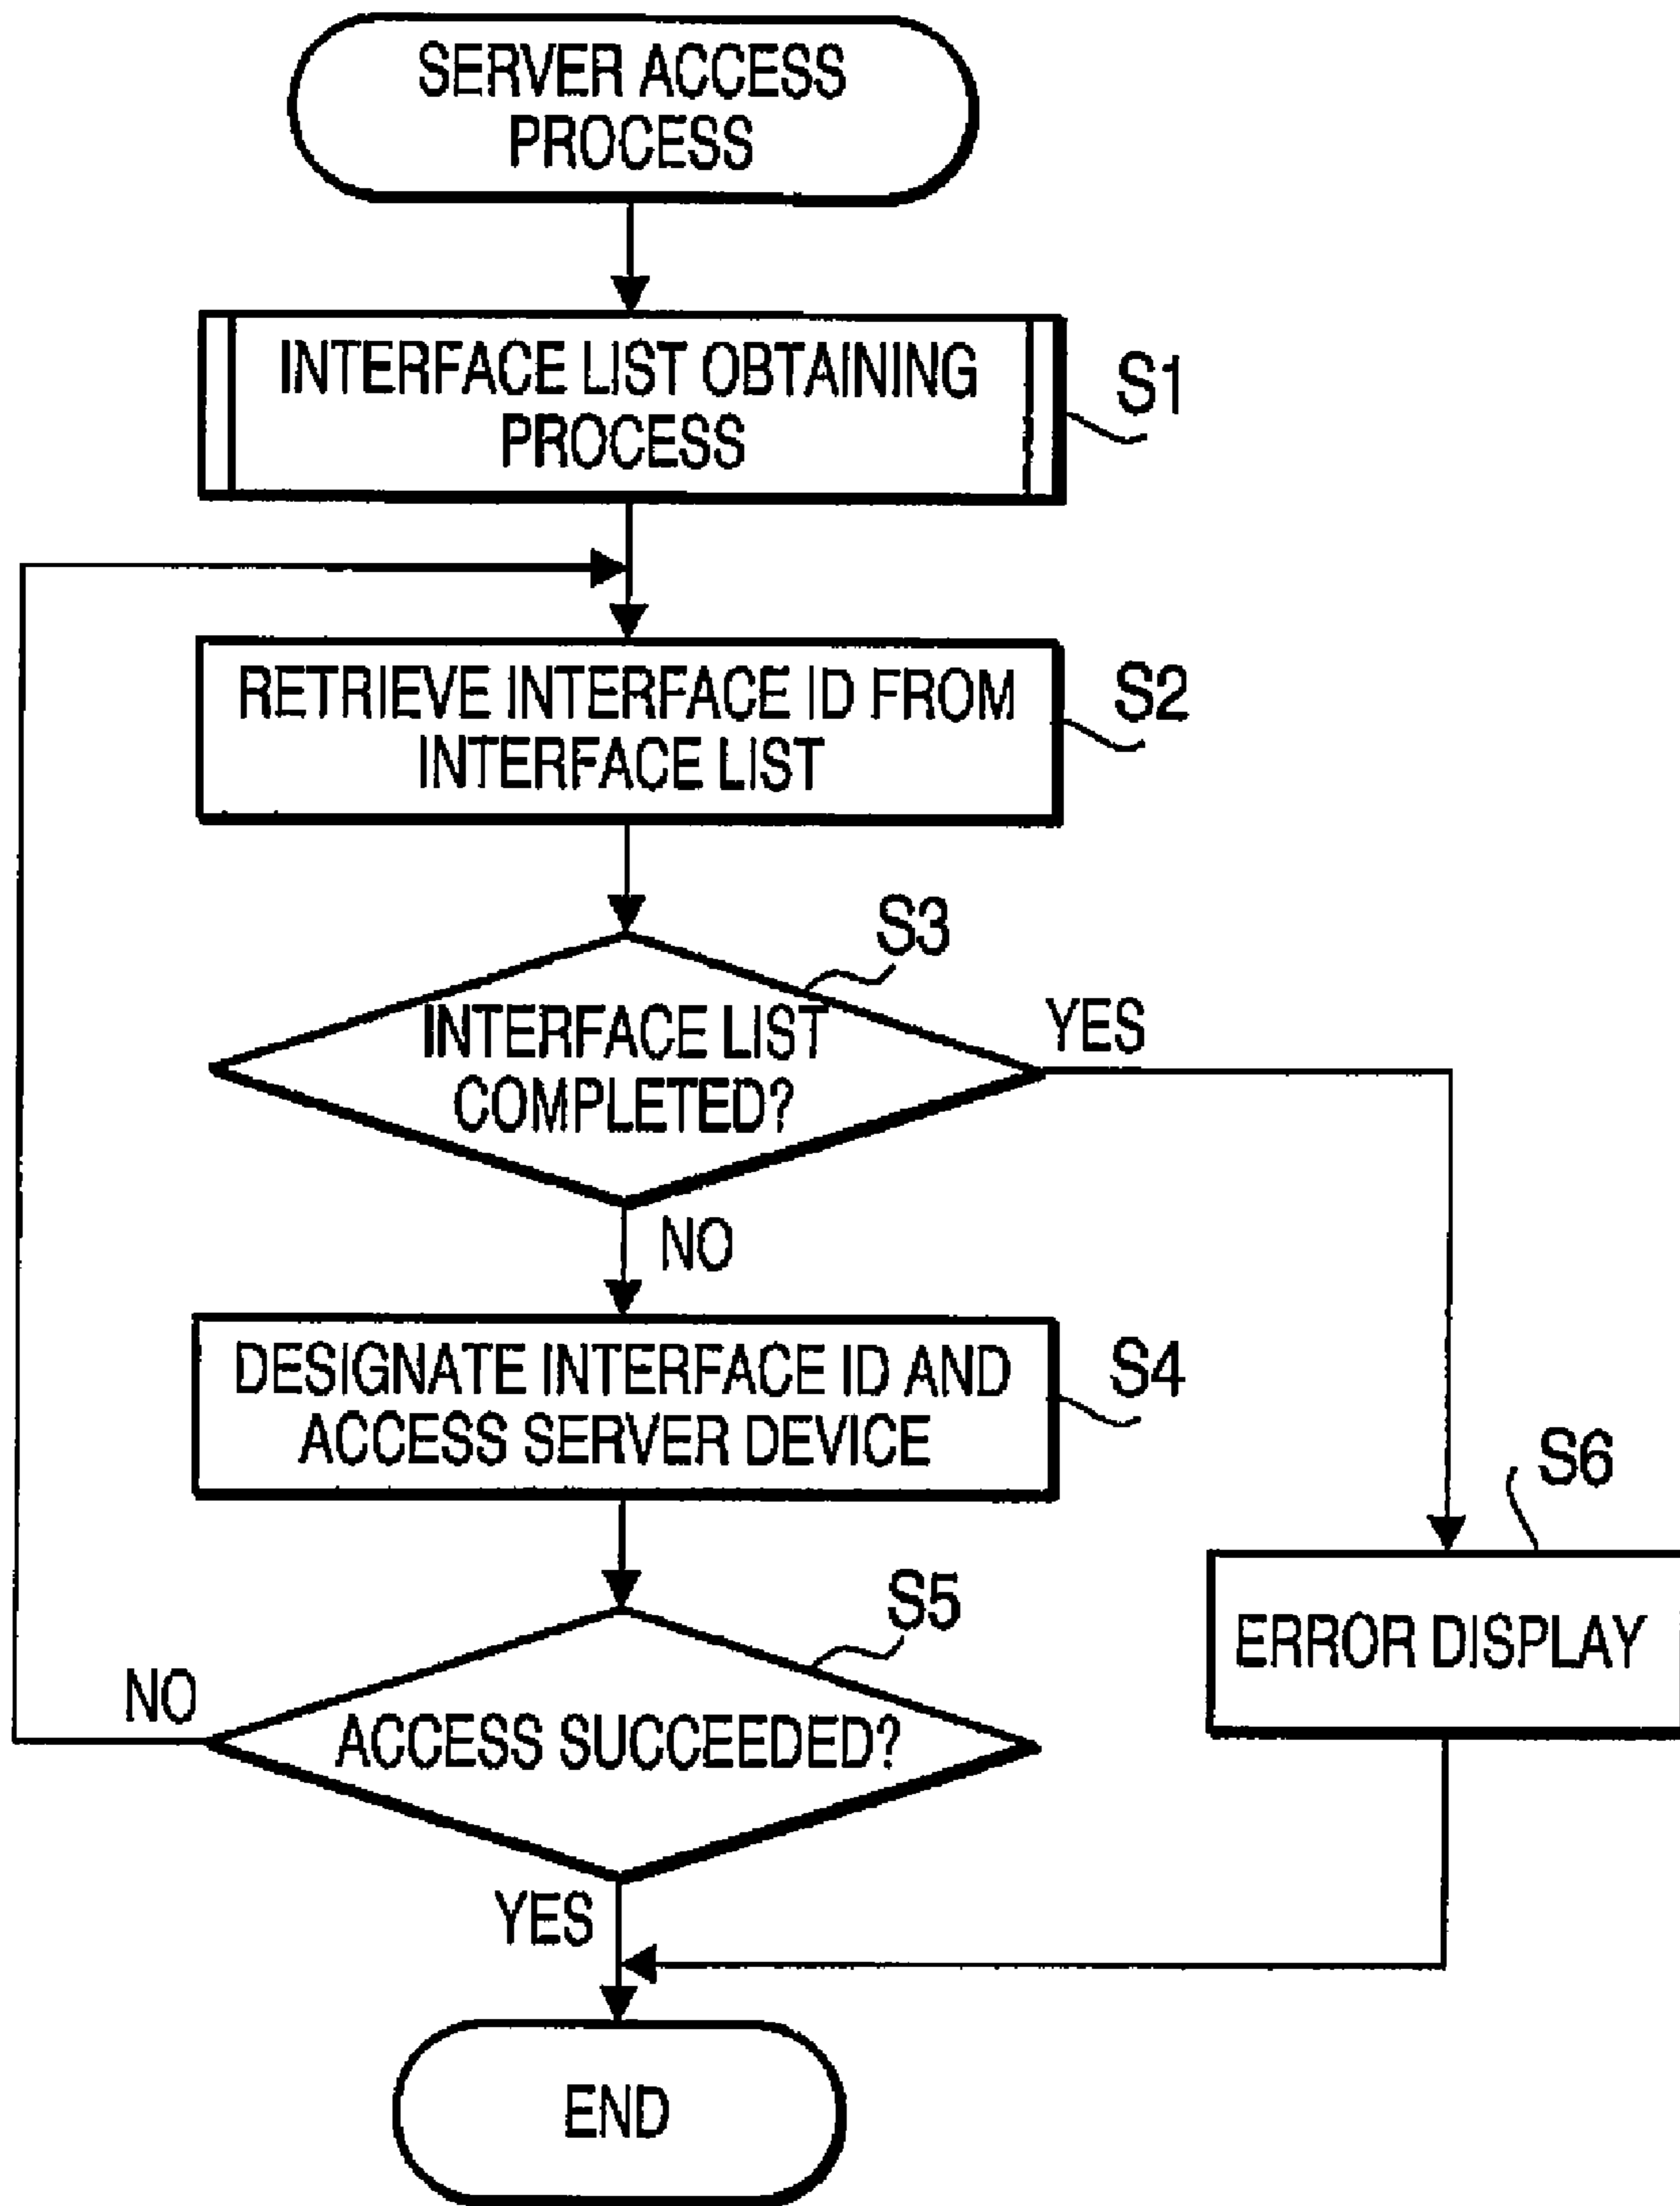 SERVER ACCESS
PROCESS
INTERFACE LIST OBTAINING
PROCESS
S1
RETRIEVE INTERFACE ID FROM
INTERFACE LIST
S2
S3
INTERFACE LIST
COMPLETED?
YES
NO
DESIGNATE INTERFACE ID AND
ACCESS SERVER DEVICE
S4
S6
ERROR DISPLAY
S5
NO
ACCESS SUCCEEDED?
YES
END